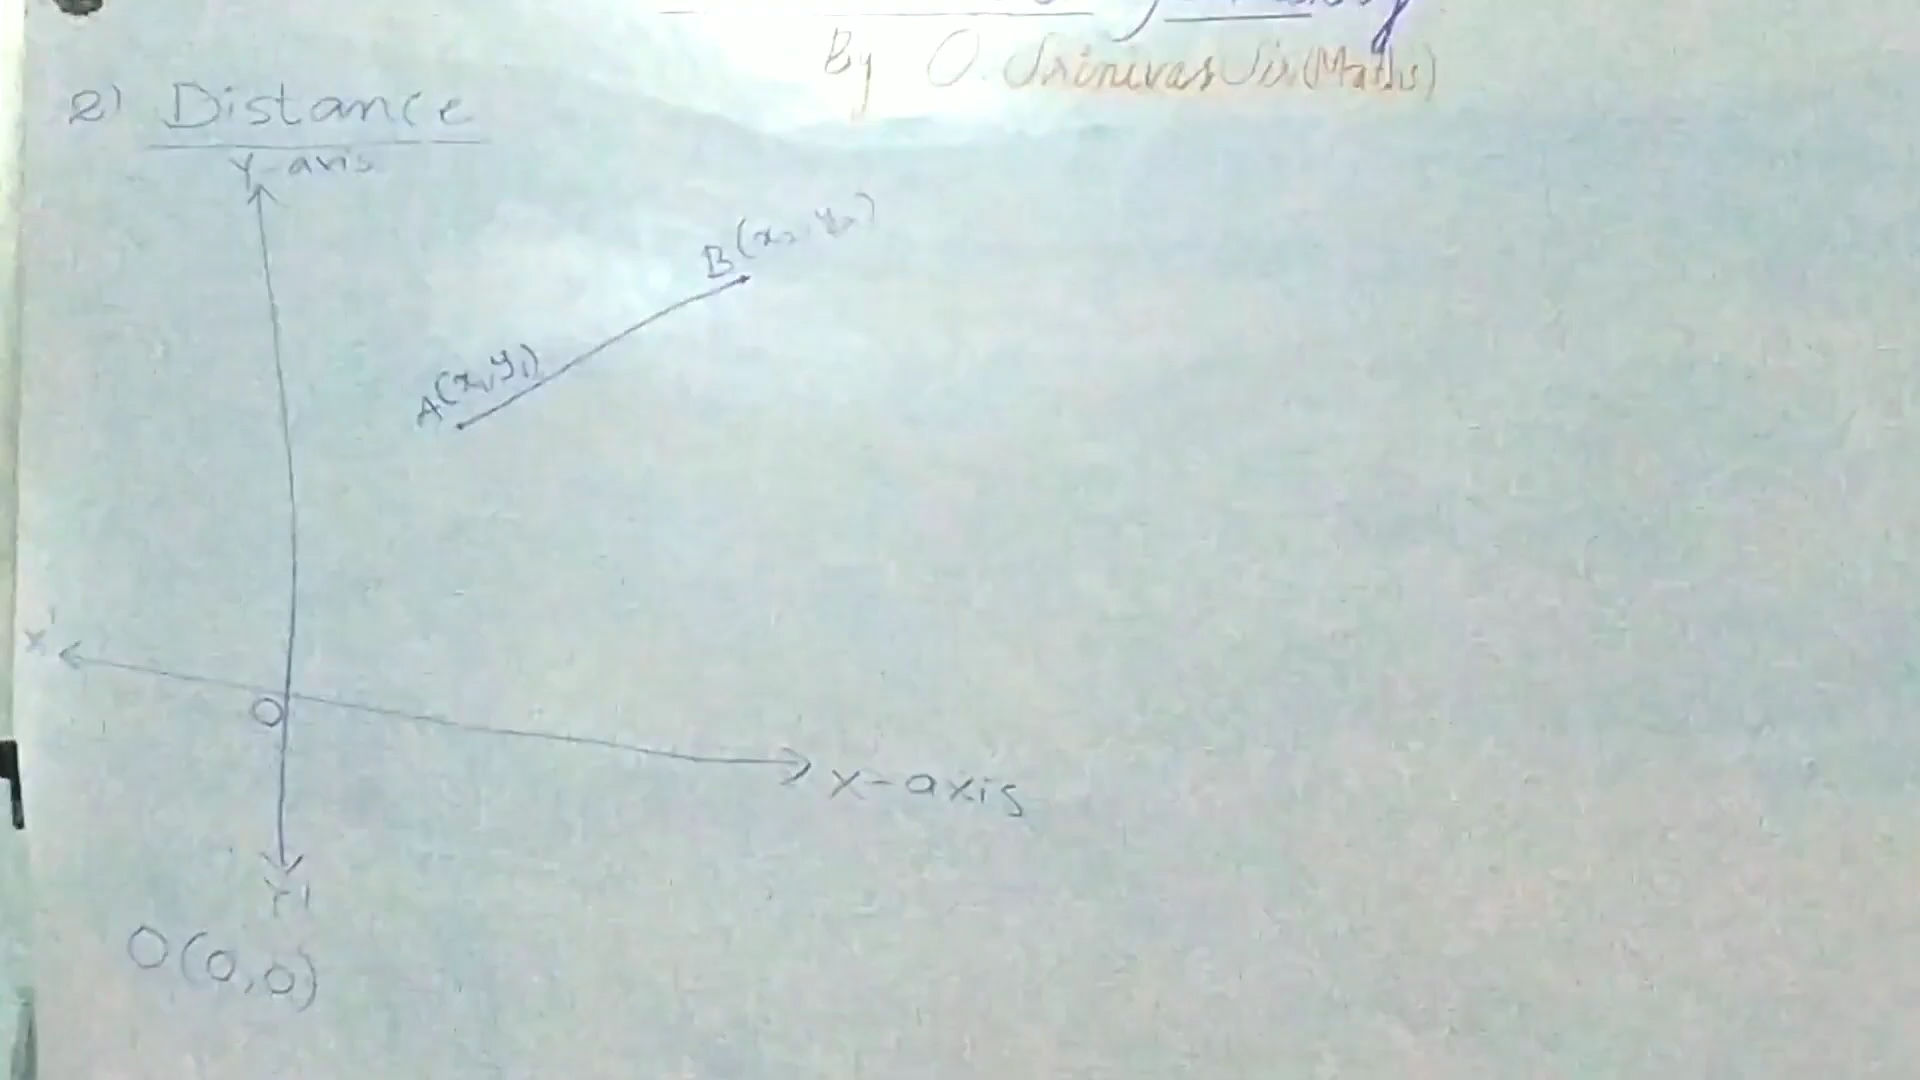 By O. Srinivas Sir (Maths)
2) Distance
Y-axis
B(x₂, y₂)
A(x₁, y₁)
X'
O
X-axis
Y'
O(0,0)